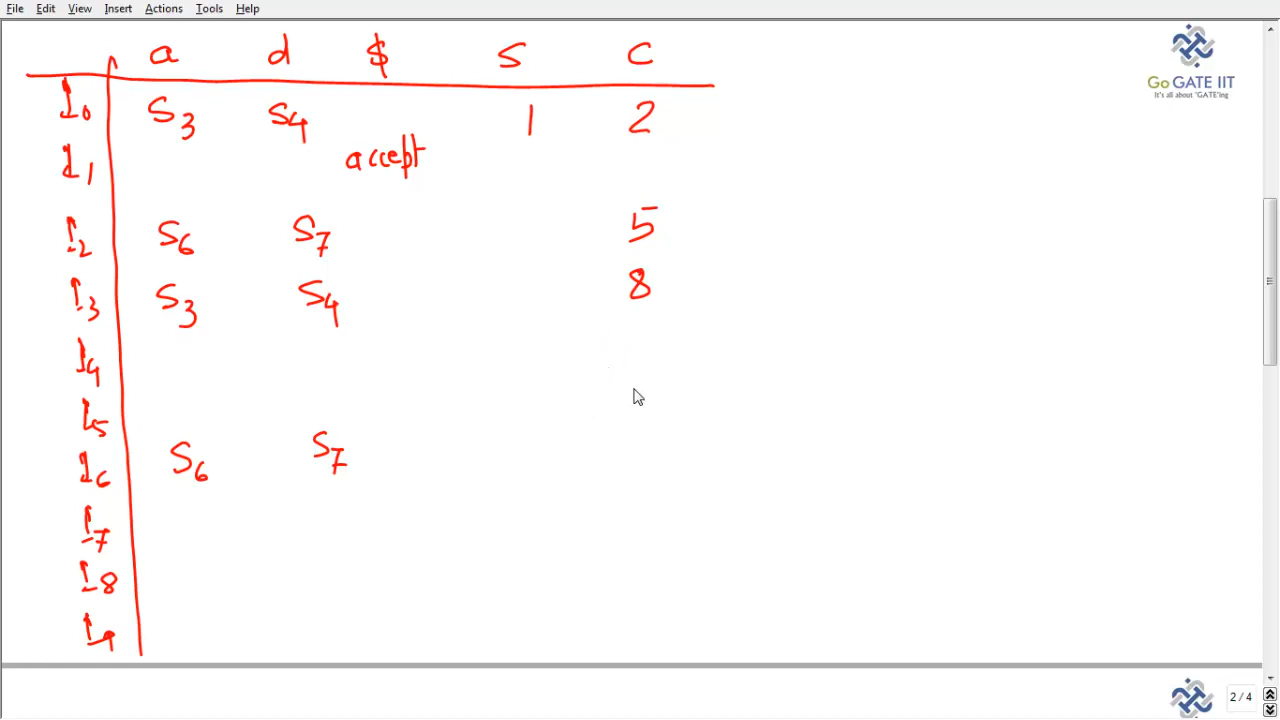 File Edit View Insert Actions Tools Help
a d $ S C
I0 S3 S4 1 2
I1 accept
I2 S6 S7 5
I3 S3 S4 8
I4
I5
I6 S6 S7
I7
I8
I9
Go GATE IIT
It's all about "GATE'ing
2 / 4